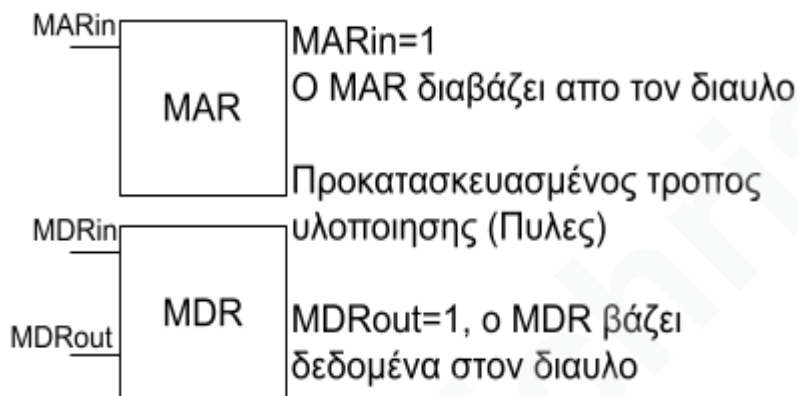 MARin
MAR
MARin=1
Ο MAR διαβάζει απο τον διαυλο
Προκατασκευασμένος τροπος
υλοποιησης (Πυλες)
MDRin
MDR
MDRout
MDRout=1, ο MDR βάζει
δεδομένα στον διαυλο